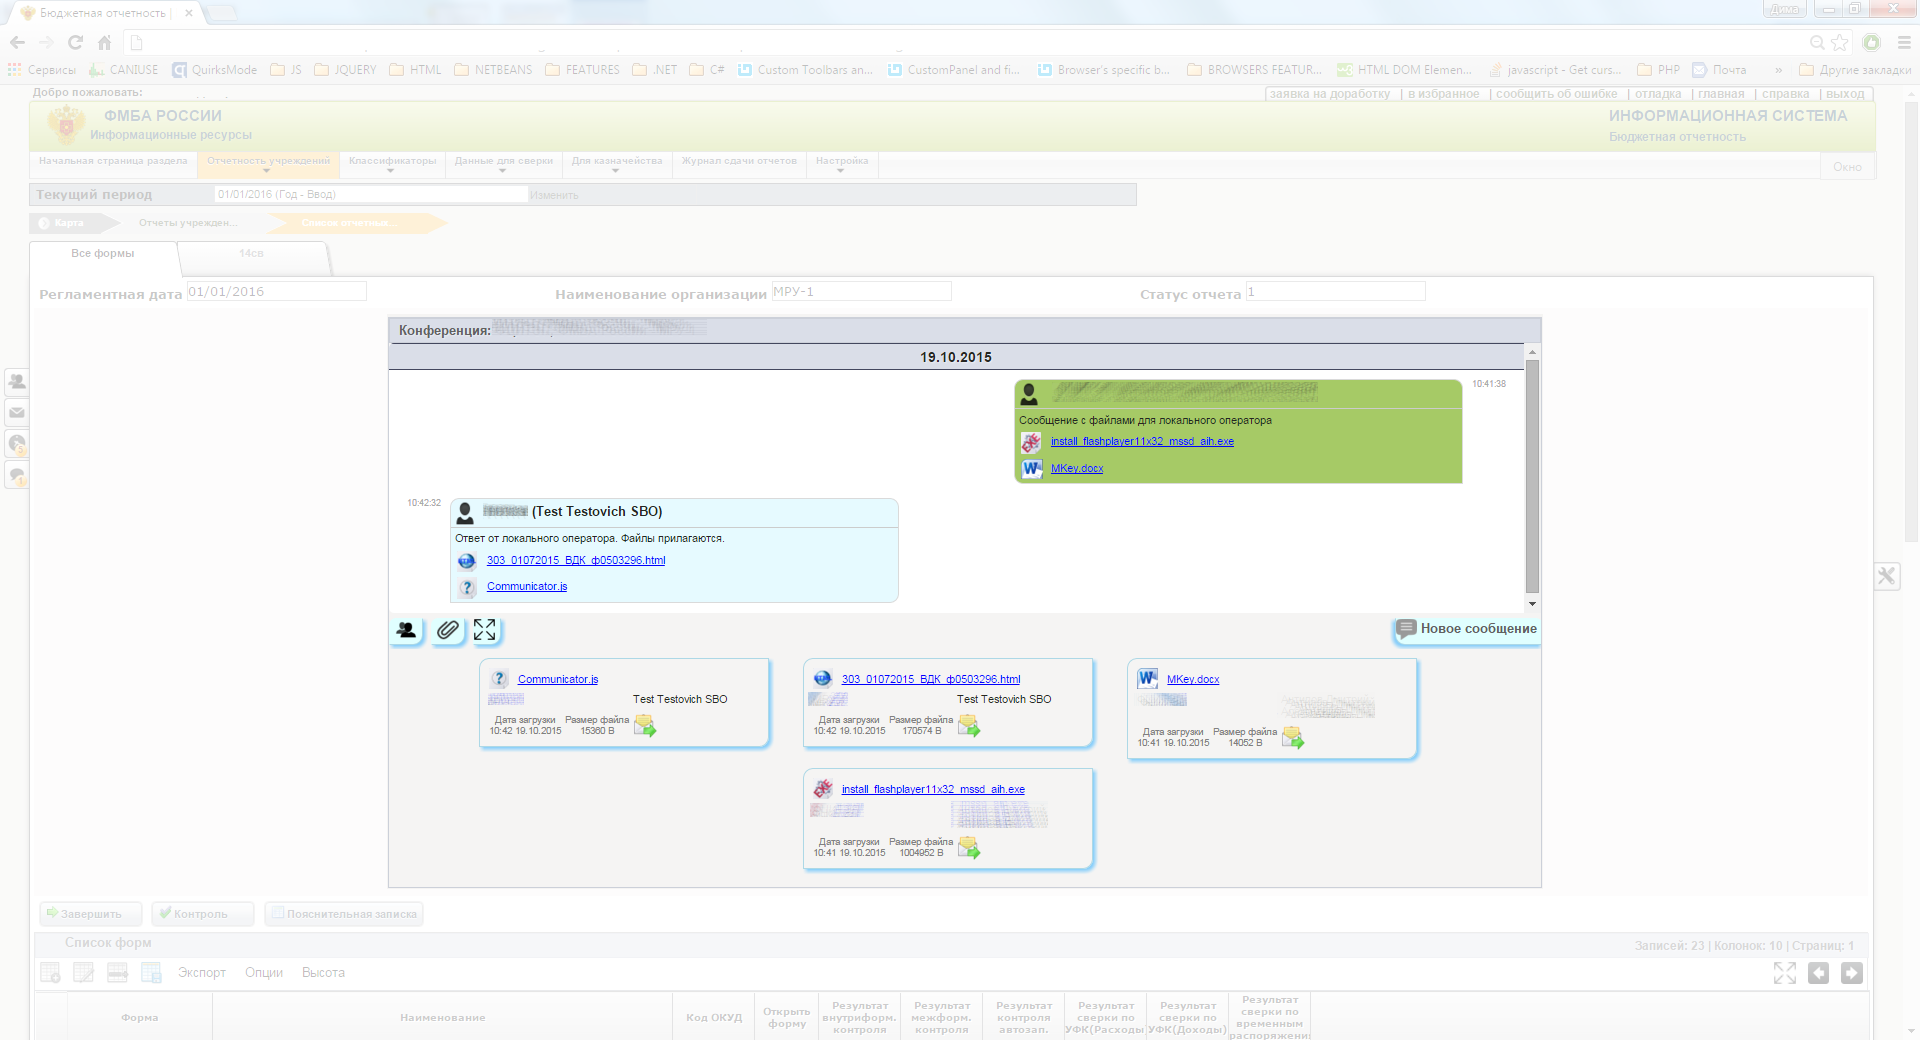 Бюджетная отчетность |
Дима
Сервисы CANIUSE QuirksMode JS JQUERY HTML NETBEANS FEATURES .NET C# Custom Toolbars an... CustomPanel and fi... Browser's specific b... BROWSERS FEATUR... HTML DOM Elemen... javascript - Get curs... PHP Почта » Другие закладки
Добро пожаловать:
заявка на доработку | в избранное | сообщить об ошибке | отладка | главная | справка | выход
ФМБА РОССИИ
Информационные ресурсы
ИНФОРМАЦИОННАЯ СИСТЕМА
Бюджетная отчетность
Начальная страница раздела Отчетность учреждений Классификаторы Данные для сверки Для казначейства Журнал сдачи отчетов Настройка Окно
Текущий период 01/01/2016 (Год - Ввод) Изменить
Карта Отчеты учрежден... Список отчетных...
Все формы 14св
Регламентная дата 01/01/2016 Наименование организации МРУ-1 Статус отчета 1
Конференция:
19.10.2015
10:41:38
Сообщение с файлами для локального оператора
install_flashplayer11x32_mssd_aih.exe
MKey.docx
10:42:32
(Test Testovich SBO)
Ответ от локального оператора. Файлы прилагаются.
303_01072015_ВДК_ф0503296.html
Communicator.js
5
1
Новое сообщение
Communicator.js
Test Testovich SBO
Дата загрузки Размер файла
10:42 19.10.2015 15360 B
303_01072015_ВДК_ф0503296.html
Test Testovich SBO
Дата загрузки Размер файла
10:42 19.10.2015 170574 B
MKey.docx
Дата загрузки Размер файла
10:41 19.10.2015 14052 B
install_flashplayer11x32_mssd_aih.exe
Дата загрузки Размер файла
10:41 19.10.2015 1004952 B
Завершить Контроль Пояснительная записка
Список форм
Записей: 23 | Колонок: 10 | Страниц: 1
Экспорт Опции Высота
Форма
Наименование
Код ОКУД
Открыть
форму
Результат
внутриформ.
контроля
Результат
межформ.
контроля
Результат
контроля
автозап.
Результат
сверки по
УФК(Расходы
Результат
сверки по
УФК(Доходы)
Результат
сверки по
временным
распоряжени